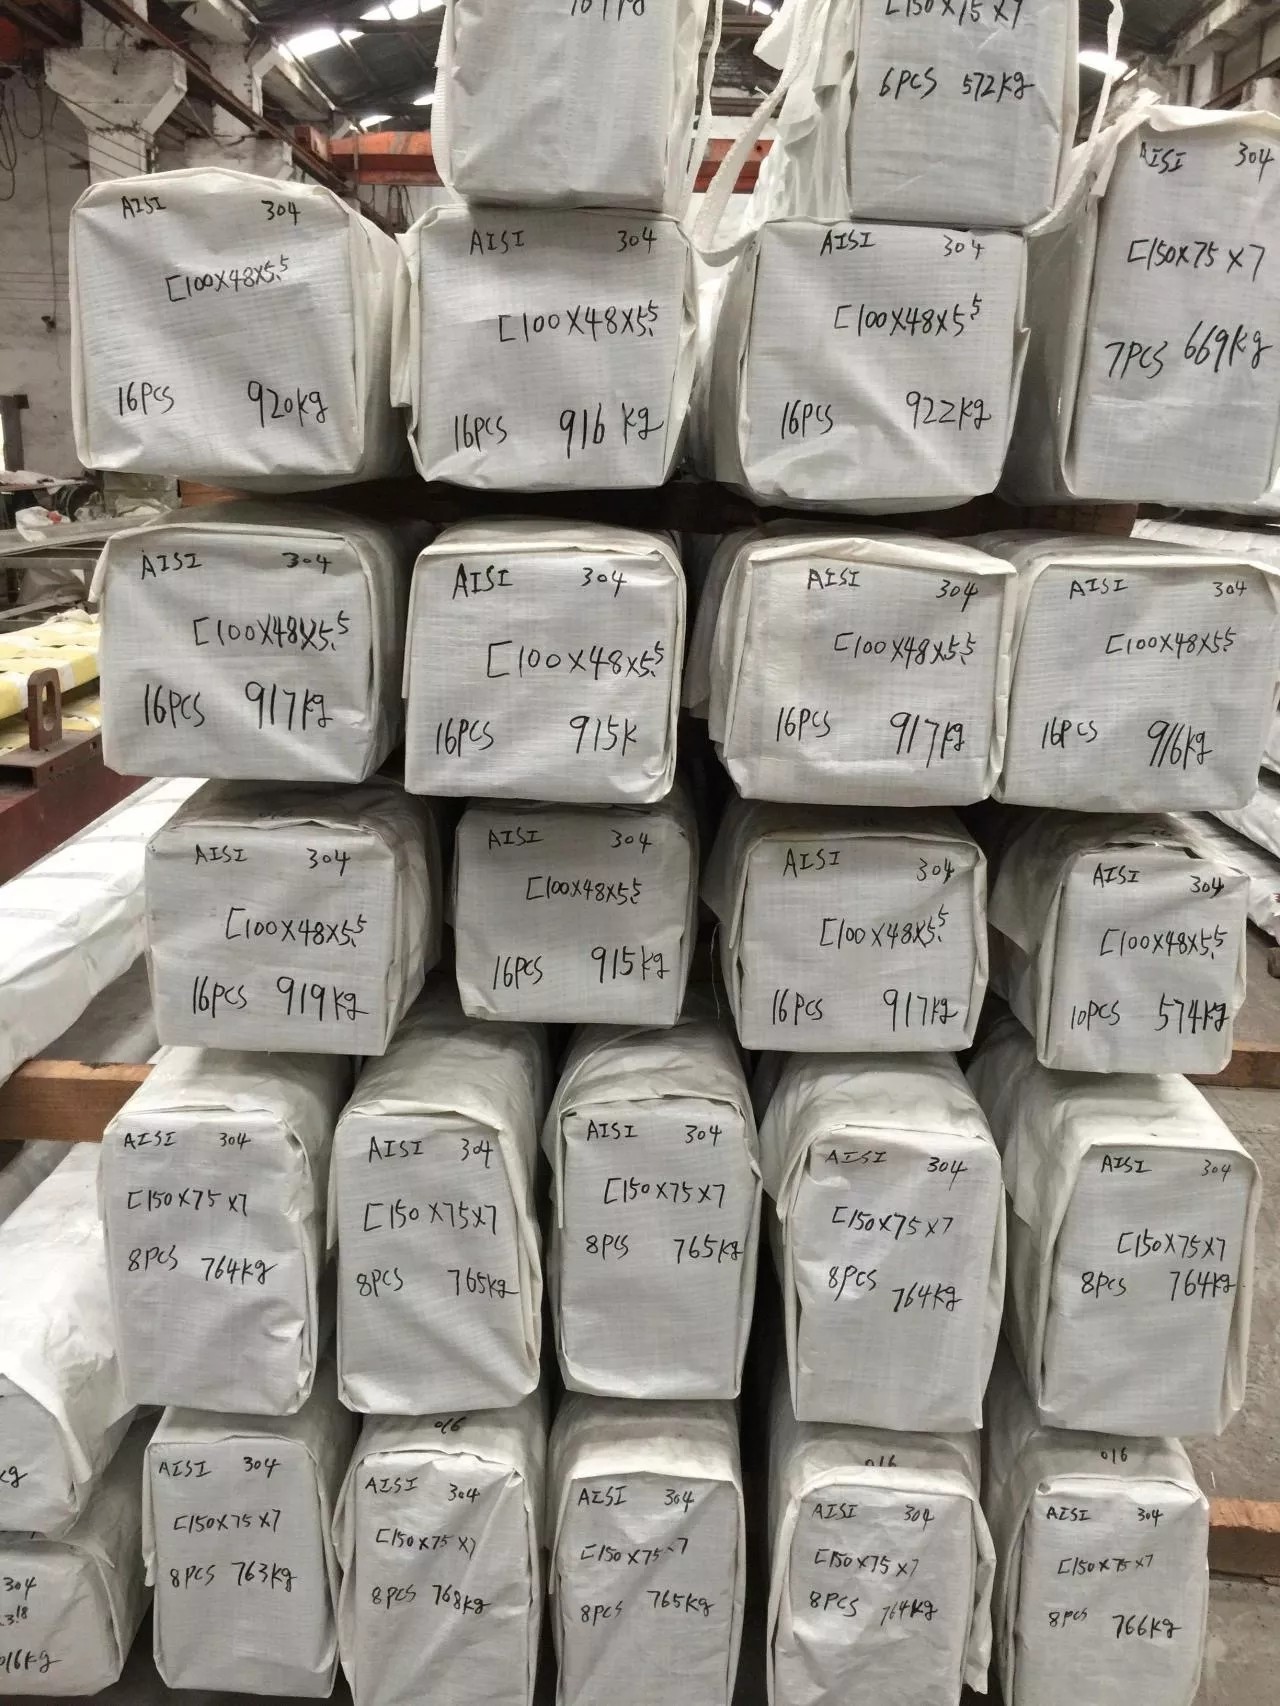 [150X75X7
6PCS 572kg
AISI 304
[150X75X7
7PCS 669kg
AISI 304
[100X48X5.5
16PCS 920kg
AISI 304
[100X48X5.5
16PCS 916kg
AISI 304
[100X48X5.5
16PCS 922kg
AISI 304
[100X48X5.5
16PCS 917kg
AISI 304
[100X48X5.5
16PCS 915k
AISI 304
[100X48X5.5
16PCS 917kg
AISI 304
[100X48X5.5
16PCS 916kg
AISI 304
[100X48X5.5
16PCS 919kg
AISI 304
[100X48X5.5
16PCS 915kg
AISI 304
[100X48X5.5
16PCS 917kg
AISI 304
[100X48X5.5
10PCS 574kg
AISI 304
[150X75X7
8PCS 764kg
AISI 304
[150X75X7
8PCS 765kg
AISI 304
[150X75X7
8PCS 765kg
AISI 304
[150X75X7
8PCS 764kg
AISI 304
[150X75X7
8PCS 764kg
AISI 304
[150X75X7
8PCS 763kg
016
AISI 304
[150X75X7
8PCS 768kg
AISI 304
[150X75X7
8PCS 765kg
016
AISI 304
[150X75X7
8PCS 764kg
016
AISI 304
[150X75X7
8PCS 766kg
kg
304